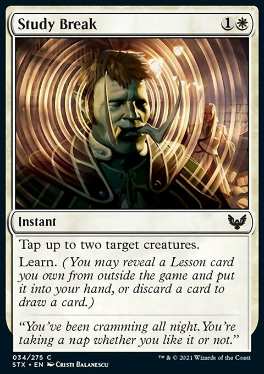 Study Break 1
Instant
Tap up to two target creatures.
Learn. (You may reveal a Lesson card
you own from outside the game and put
it into your hand, or discard a card to
draw a card.)
“You’ve been cramming all night. You’re
taking a nap whether you like it or not.”
034/275 C
STX • EN Cristi Balanescu
™ & © 2021 Wizards of the Coast